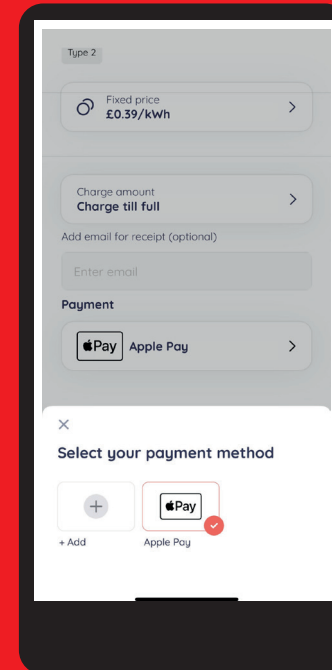 Type 2
Fixed price
£0.39/kWh
Charge amount
Charge till full
Add email for receipt (optional)
Enter email
Payment
Pay Apple Pay
Select your payment method
Pay
+ Add
Apple Pay